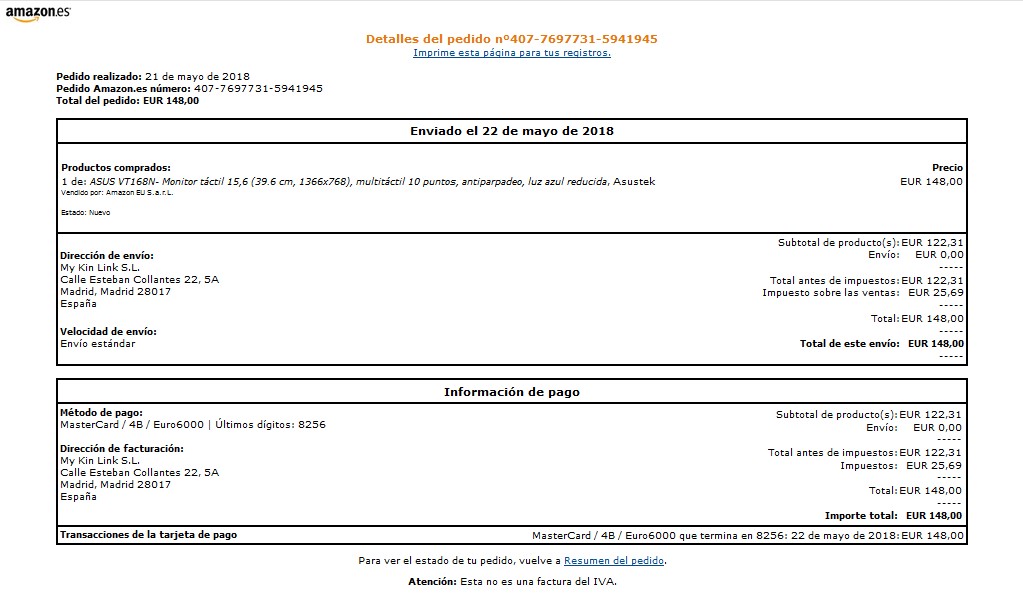 amazon.es
Detalles del pedido nº407-7697731-5941945
Imprime esta página para tus registros.
Pedido realizado: 21 de mayo de 2018
Pedido Amazon.es número: 407-7697731-5941945
Total del pedido: EUR 148,00
Enviado el 22 de mayo de 2018
Productos comprados: Precio
1 de: ASUS VT168N- Monitor táctil 15,6 (39.6 cm, 1366x768), multitáctil 10 puntos, antiparpadeo, luz azul reducida, Asustek EUR 148,00
Vendido por: Amazon EU S.a.r.L.
Estado: Nuevo
Dirección de envío:
My Kin Link S.L.
Calle Esteban Collantes 22, 5A
Madrid, Madrid 28017
España
Velocidad de envío:
Envío estándar
Subtotal de producto(s): EUR 122,31
Envío: EUR 0,00
-----
Total antes de impuestos: EUR 122,31
Impuesto sobre las ventas: EUR 25,69
-----
Total: EUR 148,00
-----
Total de este envío: EUR 148,00
-----
Información de pago
Método de pago:
MasterCard / 4B / Euro6000 | Últimos dígitos: 8256
Dirección de facturación:
My Kin Link S.L.
Calle Esteban Collantes 22, 5A
Madrid, Madrid 28017
España
Subtotal de producto(s): EUR 122,31
Envío: EUR 0,00
-----
Total antes de impuestos: EUR 122,31
Impuestos: EUR 25,69
-----
Total: EUR 148,00
-----
Importe total: EUR 148,00
Transacciones de la tarjeta de pago MasterCard / 4B / Euro6000 que termina en 8256: 22 de mayo de 2018: EUR 148,00
Para ver el estado de tu pedido, vuelve a Resumen del pedido.
Atención: Esta no es una factura del IVA.